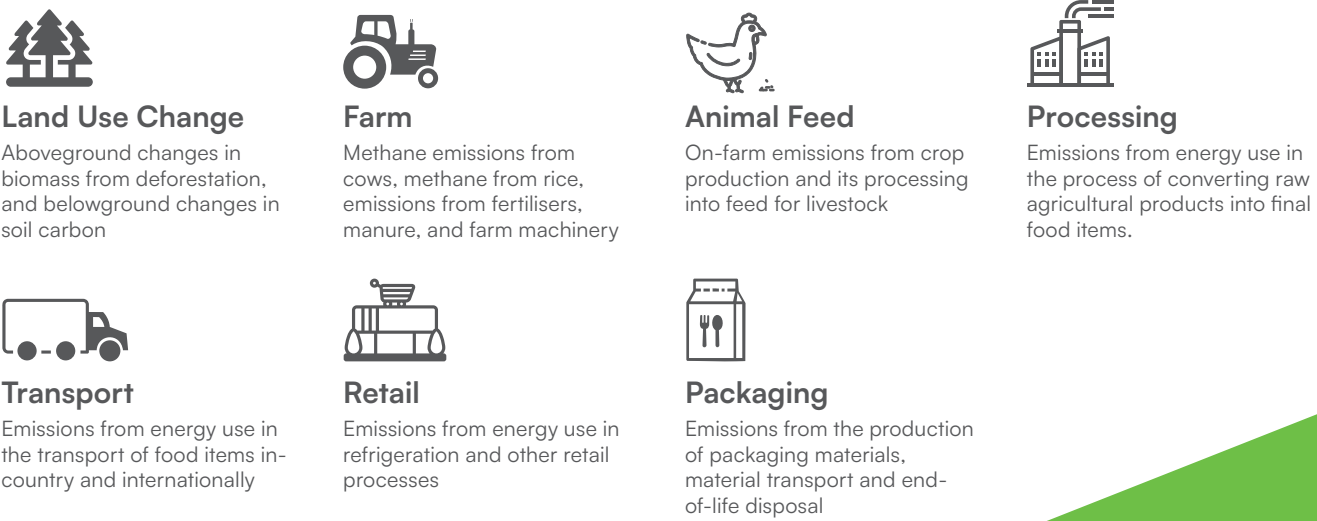 Land Use Change
Aboveground changes in
biomass from deforestation,
and belowground changes in
soil carbon
Farm
Methane emissions from
cows, methane from rice,
emissions from fertilisers,
manure, and farm machinery
Animal Feed
On-farm emissions from crop
production and its processing
into feed for livestock
Processing
Emissions from energy use in
the process of converting raw
agricultural products into final
food items.
Transport
Emissions from energy use in
the transport of food items in-
country and internationally
Retail
Emissions from energy use in
refrigeration and other retail
processes
Packaging
Emissions from the production
of packaging materials,
material transport and end-
of-life disposal